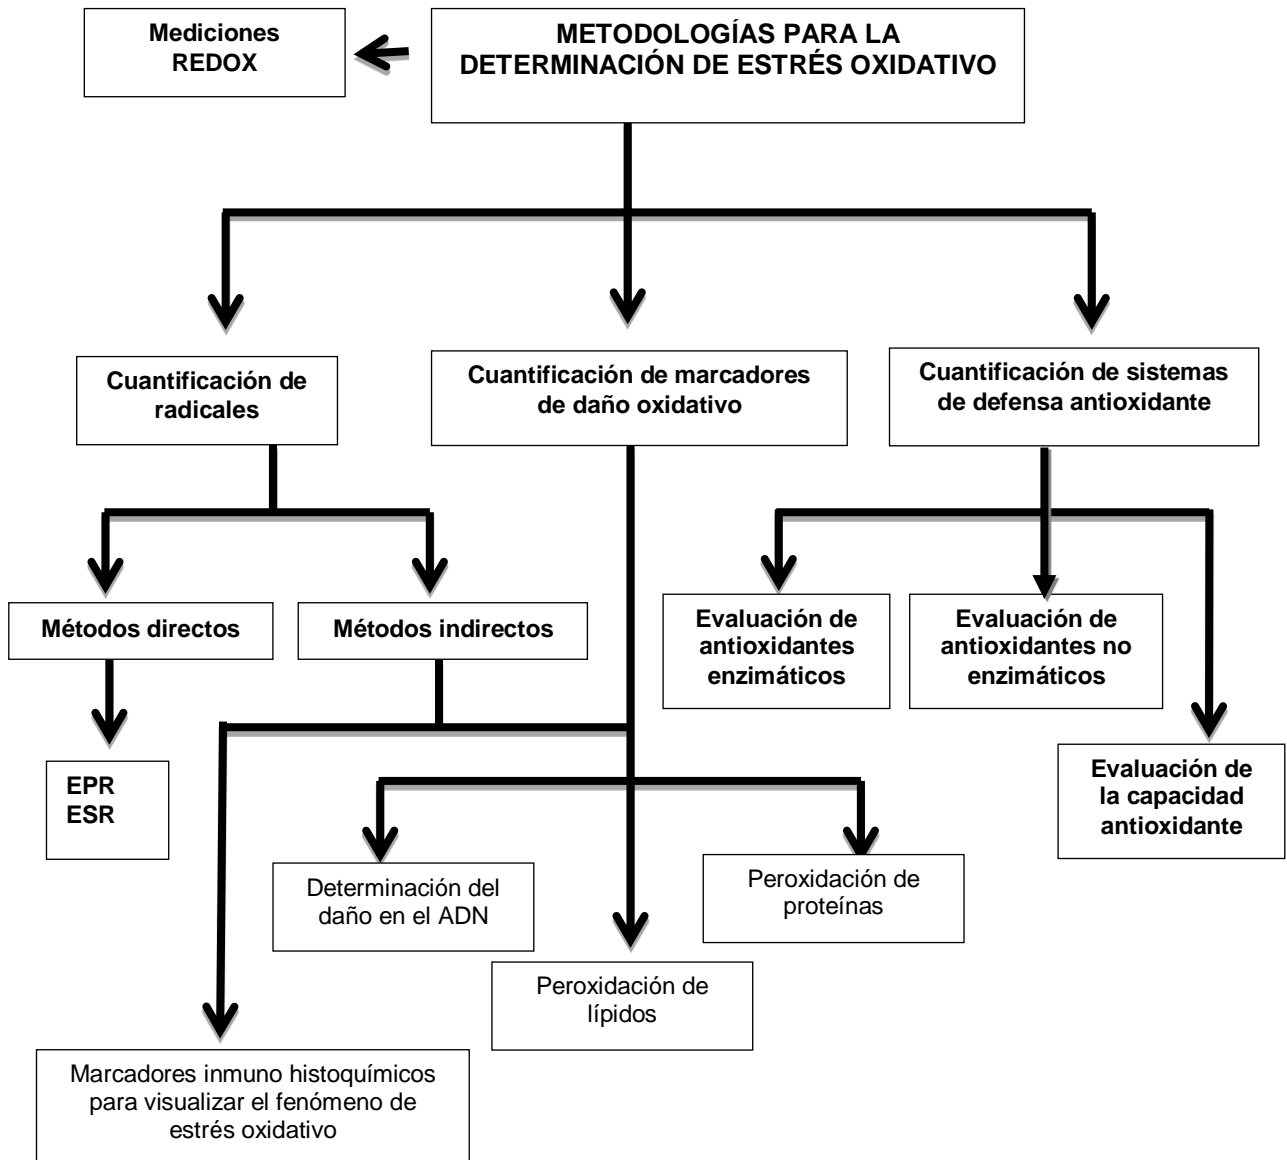 Mediciones
REDOX
METODOLOGÍAS PARA LA
DETERMINACIÓN DE ESTRÉS OXIDATIVO
Cuantificación de
radicales
Cuantificación de marcadores
de daño oxidativo
Cuantificación de sistemas
de defensa antioxidante
Métodos directos
Métodos indirectos
Evaluación de
antioxidantes
enzimáticos
Evaluación de
antioxidantes no
enzimáticos
EPR
ESR
Evaluación de
la capacidad
antioxidante
Determinación del
daño en el ADN
Peroxidación de
proteínas
Peroxidación de
lípidos
Marcadores inmuno histoquímicos
para visualizar el fenómeno de
estrés oxidativo